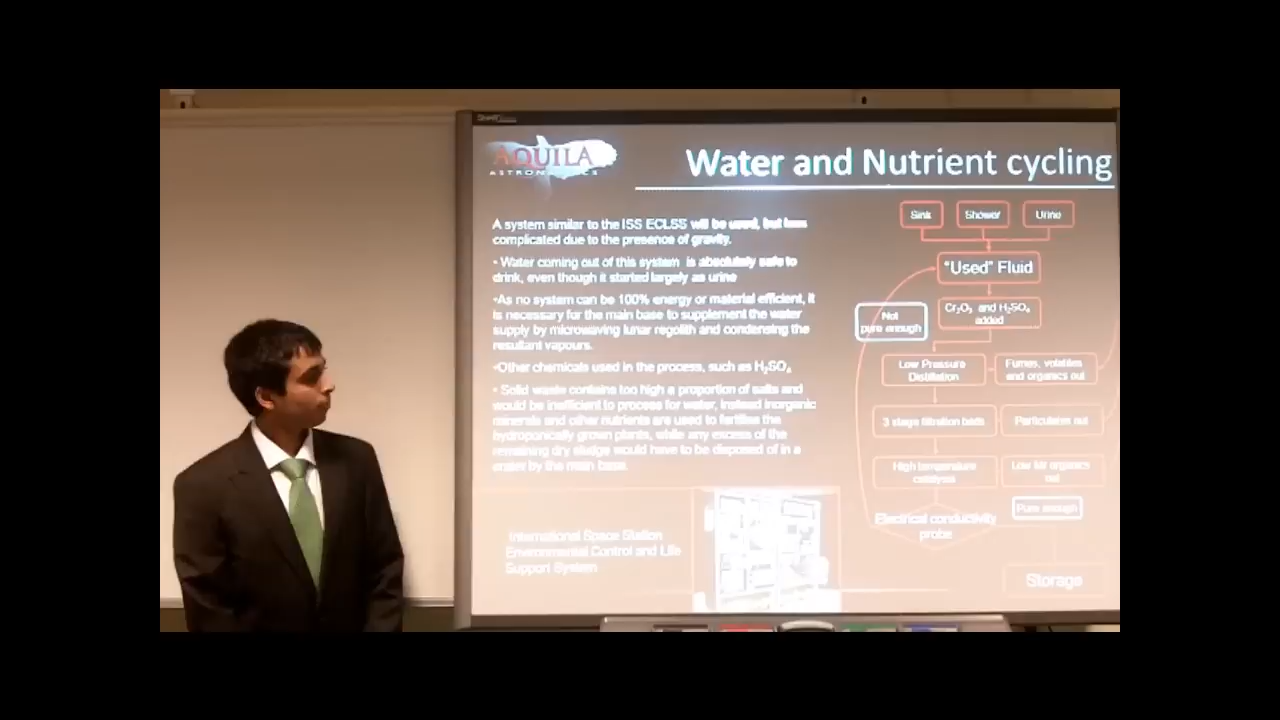 AQUILA
ASTRONAUTICS
Water and Nutrient cycling
A system similar to the ISS ECLSS will be used, but less
complicated due to the presence of gravity.
• Water coming out of this system is absolutely safe to
drink, even though it started largely as urine
•As no system can be 100% energy or material efficient, it
is necessary for the main base to supplement the water
supply by microwaving lunar regolith and condensing the
resultant vapours.
•Other chemicals used in the process, such as H₂SO₄
• Solid waste contains too high a proportion of salts and
would be inefficient to process for water, instead inorganic
minerals and other nutrients are used to fertilise the
hydroponically grown plants, while any excess of the
remaining dry sludge would have to be disposed of in a
crater by the main base.
International Space Station
Environmental Control and Life
Support System
Sink
Shower
Urine
"Used" Fluid
Not
pure enough
Cr₂O₃ and H₂SO₄
added
Low Pressure
Distillation
Fumes, volatiles
and organics out
3 stage filtration beds
Particulates out
High temperature
catalysis
Low Mr organics
out
Pure enough
Electrical conductivity
probe
Storage